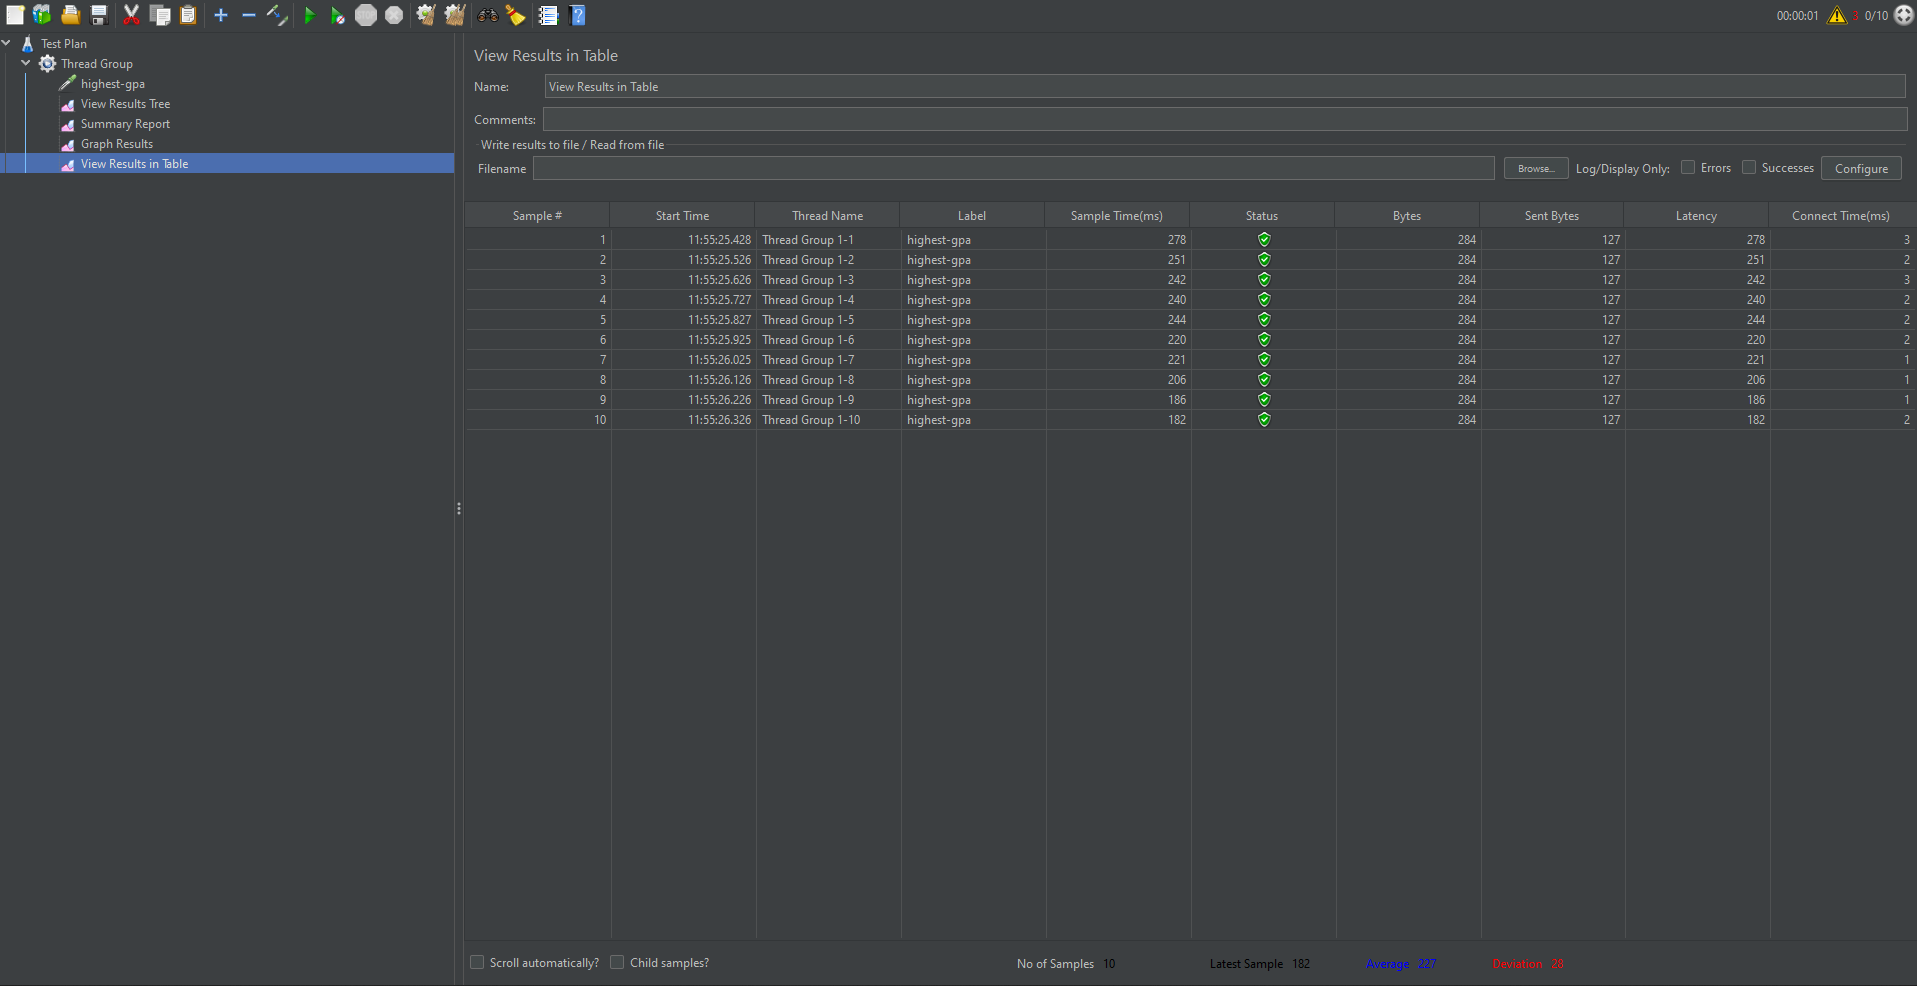 00:00:01 3 0/10
Test Plan
Thread Group
highest-gpa
View Results Tree
Summary Report
Graph Results
View Results in Table
View Results in Table
Name: View Results in Table
Comments:
Write results to file / Read from file
Filename Browse... Log/Display Only: Errors Successes Configure
Sample # Start Time Thread Name Label Sample Time(ms) Status Bytes Sent Bytes Latency Connect Time(ms)
1 11:55:25.428 Thread Group 1-1 highest-gpa 278 284 127 278 3
2 11:55:25.526 Thread Group 1-2 highest-gpa 251 284 127 251 2
3 11:55:25.626 Thread Group 1-3 highest-gpa 242 284 127 242 3
4 11:55:25.727 Thread Group 1-4 highest-gpa 240 284 127 240 2
5 11:55:25.827 Thread Group 1-5 highest-gpa 244 284 127 244 2
6 11:55:25.925 Thread Group 1-6 highest-gpa 220 284 127 220 2
7 11:55:26.025 Thread Group 1-7 highest-gpa 221 284 127 221 1
8 11:55:26.126 Thread Group 1-8 highest-gpa 206 284 127 206 1
9 11:55:26.226 Thread Group 1-9 highest-gpa 186 284 127 186 1
10 11:55:26.326 Thread Group 1-10 highest-gpa 182 284 127 182 2
Scroll automatically? Child samples? No of Samples 10 Latest Sample 182 Average 227 Deviation 28